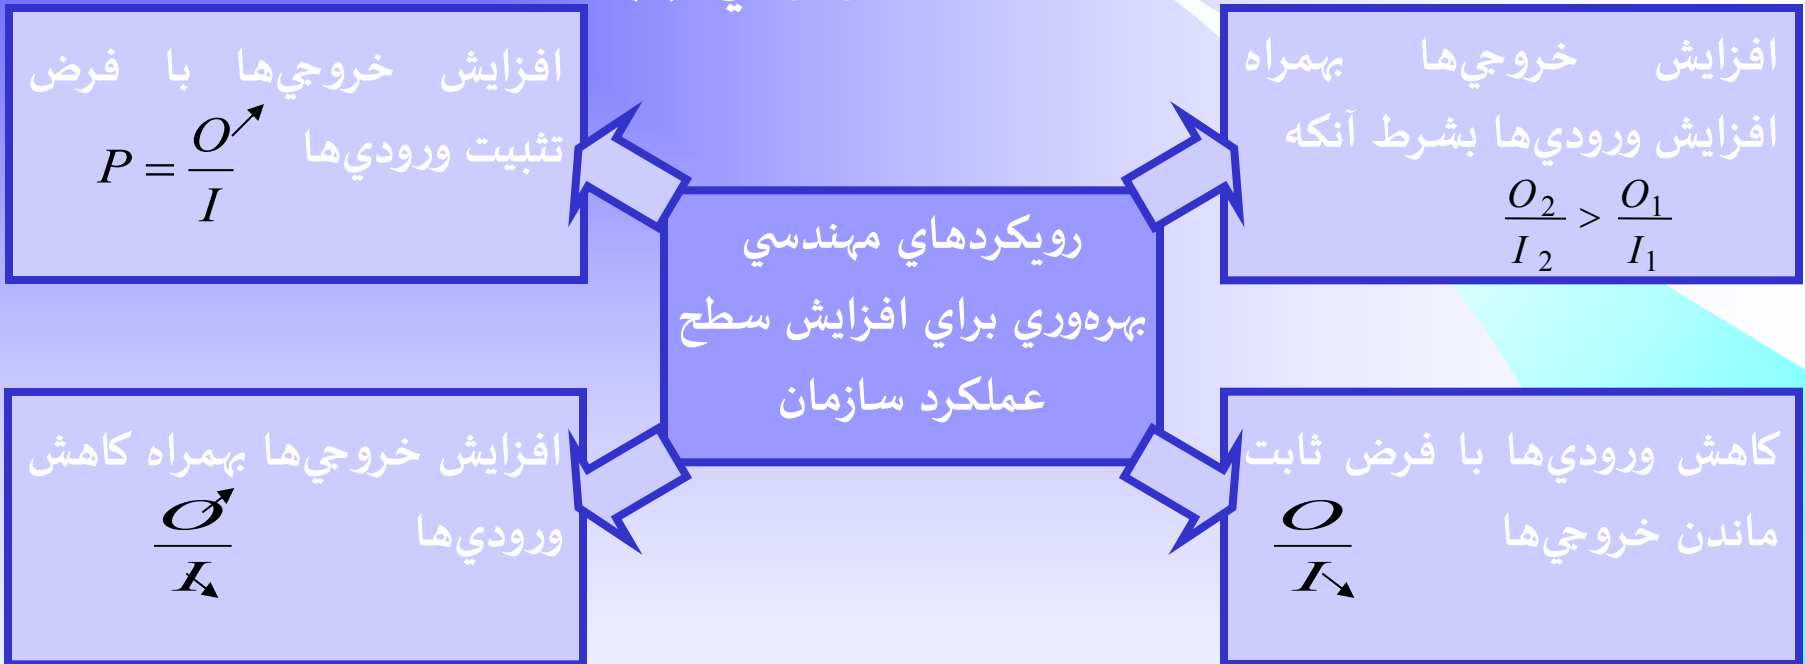 افزايش خروجي‌ها بهمراه
افزايش ورودي‌ها بشرط آنكه
O2/I2 > O1/I1
افزايش خروجي‌ها با فرض
تثبيت ورودي‌ها
P = O/I
رويكردهاي مهندسي
بهره‌وري براي افزايش سطح
عملكرد سازمان
كاهش ورودي‌ها با فرض ثابت
ماندن خروجي‌ها
O/I
افزايش خروجي‌ها بهمراه كاهش
ورودي‌ها
O/I